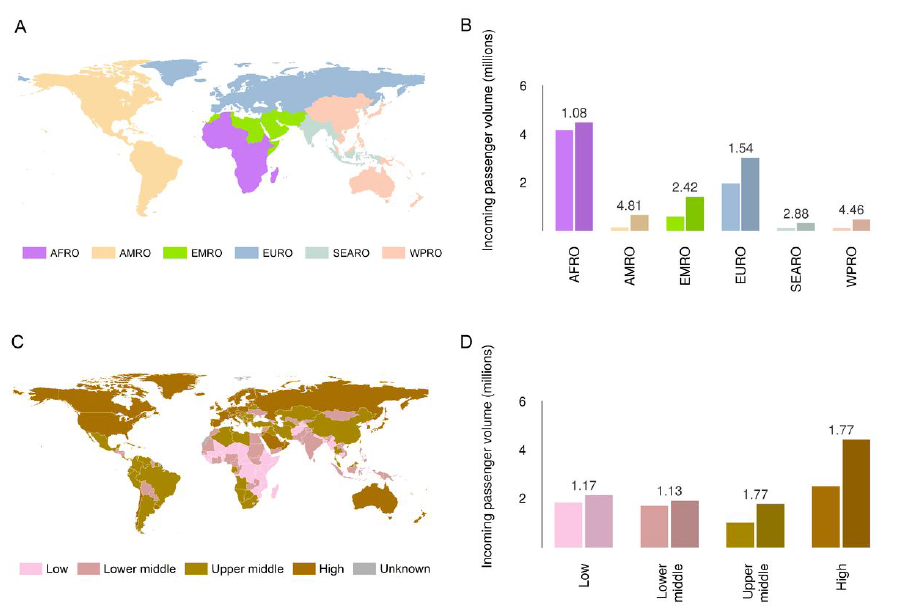 A
AFRO AMRO EMRO EURO SEARO WPRO
B
Incoming passenger volume (millions)
6
4
2
1.08
4.81
2.42
1.54
2.88
4.46
AFRO
AMRO
EMRO
EURO
SEARO
WPRO
C
Low Lower middle Upper middle High Unknown
D
Incoming passenger volume (millions)
6
4
2
1.17
1.13
1.77
1.77
Low
Lower
middle
Upper
middle
High